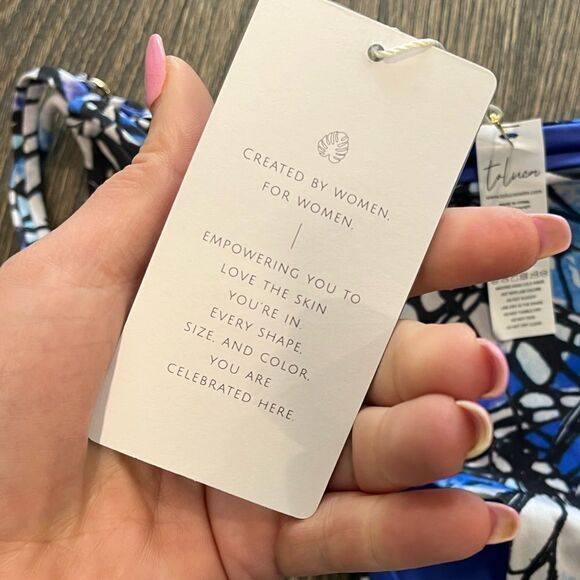 CREATED BY WOMEN.
FOR WOMEN.
EMPOWERING YOU TO
LOVE THE SKIN
YOU'RE IN.
EVERY SHAPE,
SIZE, AND COLOR.
YOU ARE
CELEBRATED HERE.
toluca